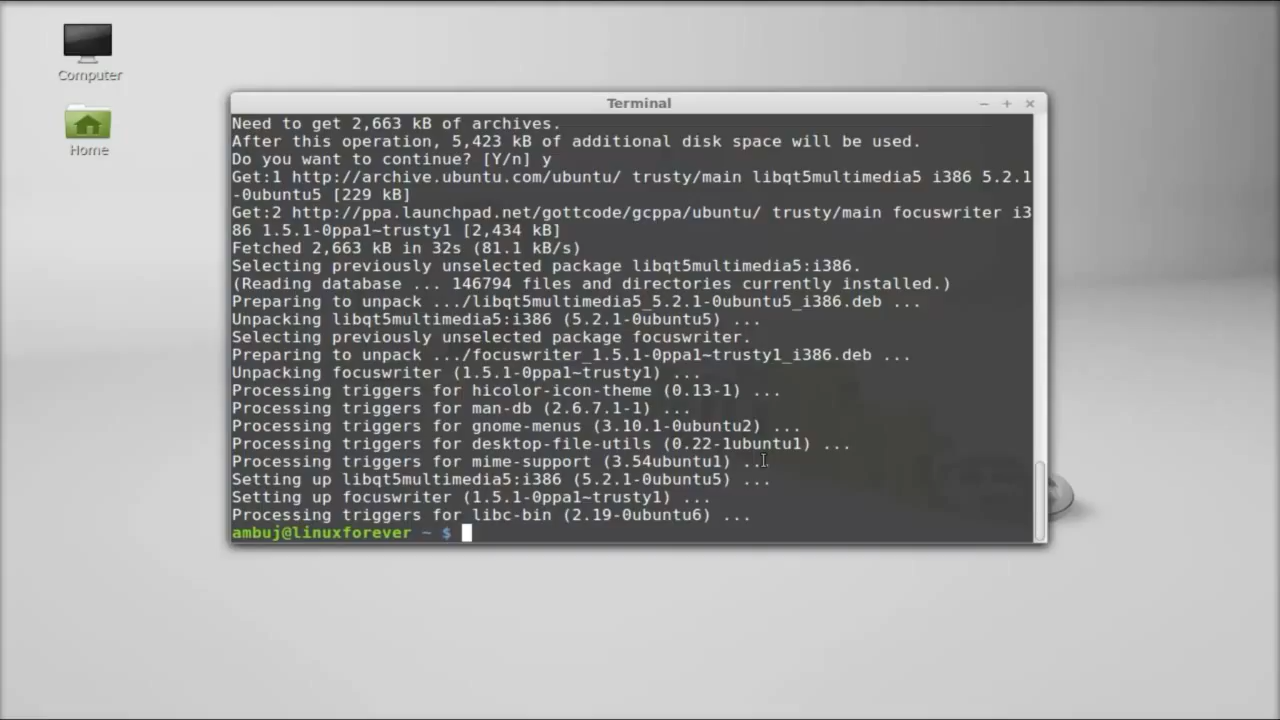 Computer
Home
Terminal
Need to get 2,663 kB of archives.
After this operation, 5,423 kB of additional disk space will be used.
Do you want to continue? [Y/n] y
Get:1 http://archive.ubuntu.com/ubuntu/ trusty/main libqt5multimedia5 i386 5.2.1
-0ubuntu5 [229 kB]
Get:2 http://ppa.launchpad.net/gottcode/gcppa/ubuntu/ trusty/main focuswriter i3
86 1.5.1-0ppa1~trusty1 [2,434 kB]
Fetched 2,663 kB in 32s (81.1 kB/s)
Selecting previously unselected package libqt5multimedia5:i386.
(Reading database ... 146794 files and directories currently installed.)
Preparing to unpack .../libqt5multimedia5_5.2.1-0ubuntu5_i386.deb ...
Unpacking libqt5multimedia5:i386 (5.2.1-0ubuntu5) ...
Selecting previously unselected package focuswriter.
Preparing to unpack .../focuswriter_1.5.1-0ppa1~trusty1_i386.deb ...
Unpacking focuswriter (1.5.1-0ppa1~trusty1) ...
Processing triggers for hicolor-icon-theme (0.13-1) ...
Processing triggers for man-db (2.6.7.1-1) ...
Processing triggers for gnome-menus (3.10.1-0ubuntu2) ...
Processing triggers for desktop-file-utils (0.22-1ubuntu1) ...
Processing triggers for mime-support (3.54ubuntu1) ...
Setting up libqt5multimedia5:i386 (5.2.1-0ubuntu5) ...
Setting up focuswriter (1.5.1-0ppa1~trusty1) ...
Processing triggers for libc-bin (2.19-0ubuntu6) ...
ambuj@linuxforever ~ $